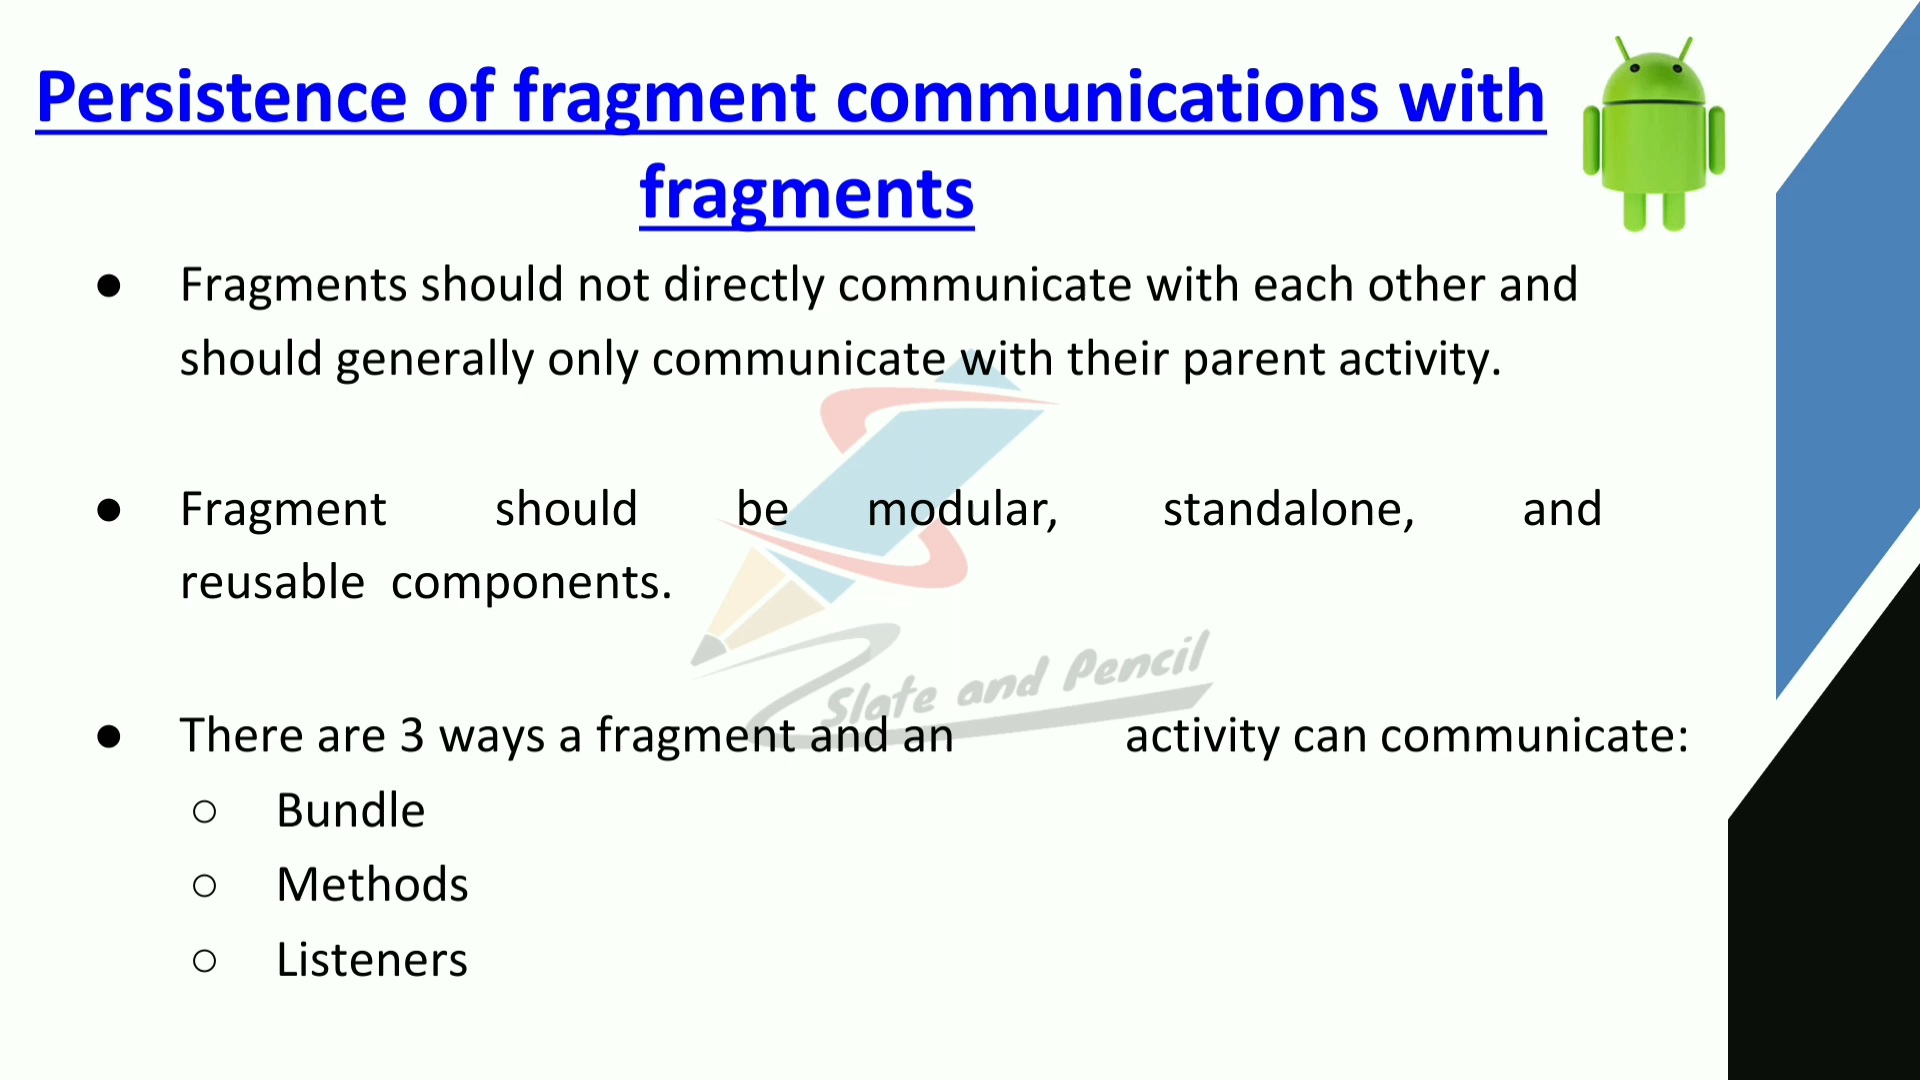 Persistence of fragment communications with
fragments
● Fragments should not directly communicate with each other and
should generally only communicate with their parent activity.
● Fragment should be modular, standalone, and
reusable components.
Slate and Pencil
● There are 3 ways a fragment and an activity can communicate:
○ Bundle
○ Methods
○ Listeners